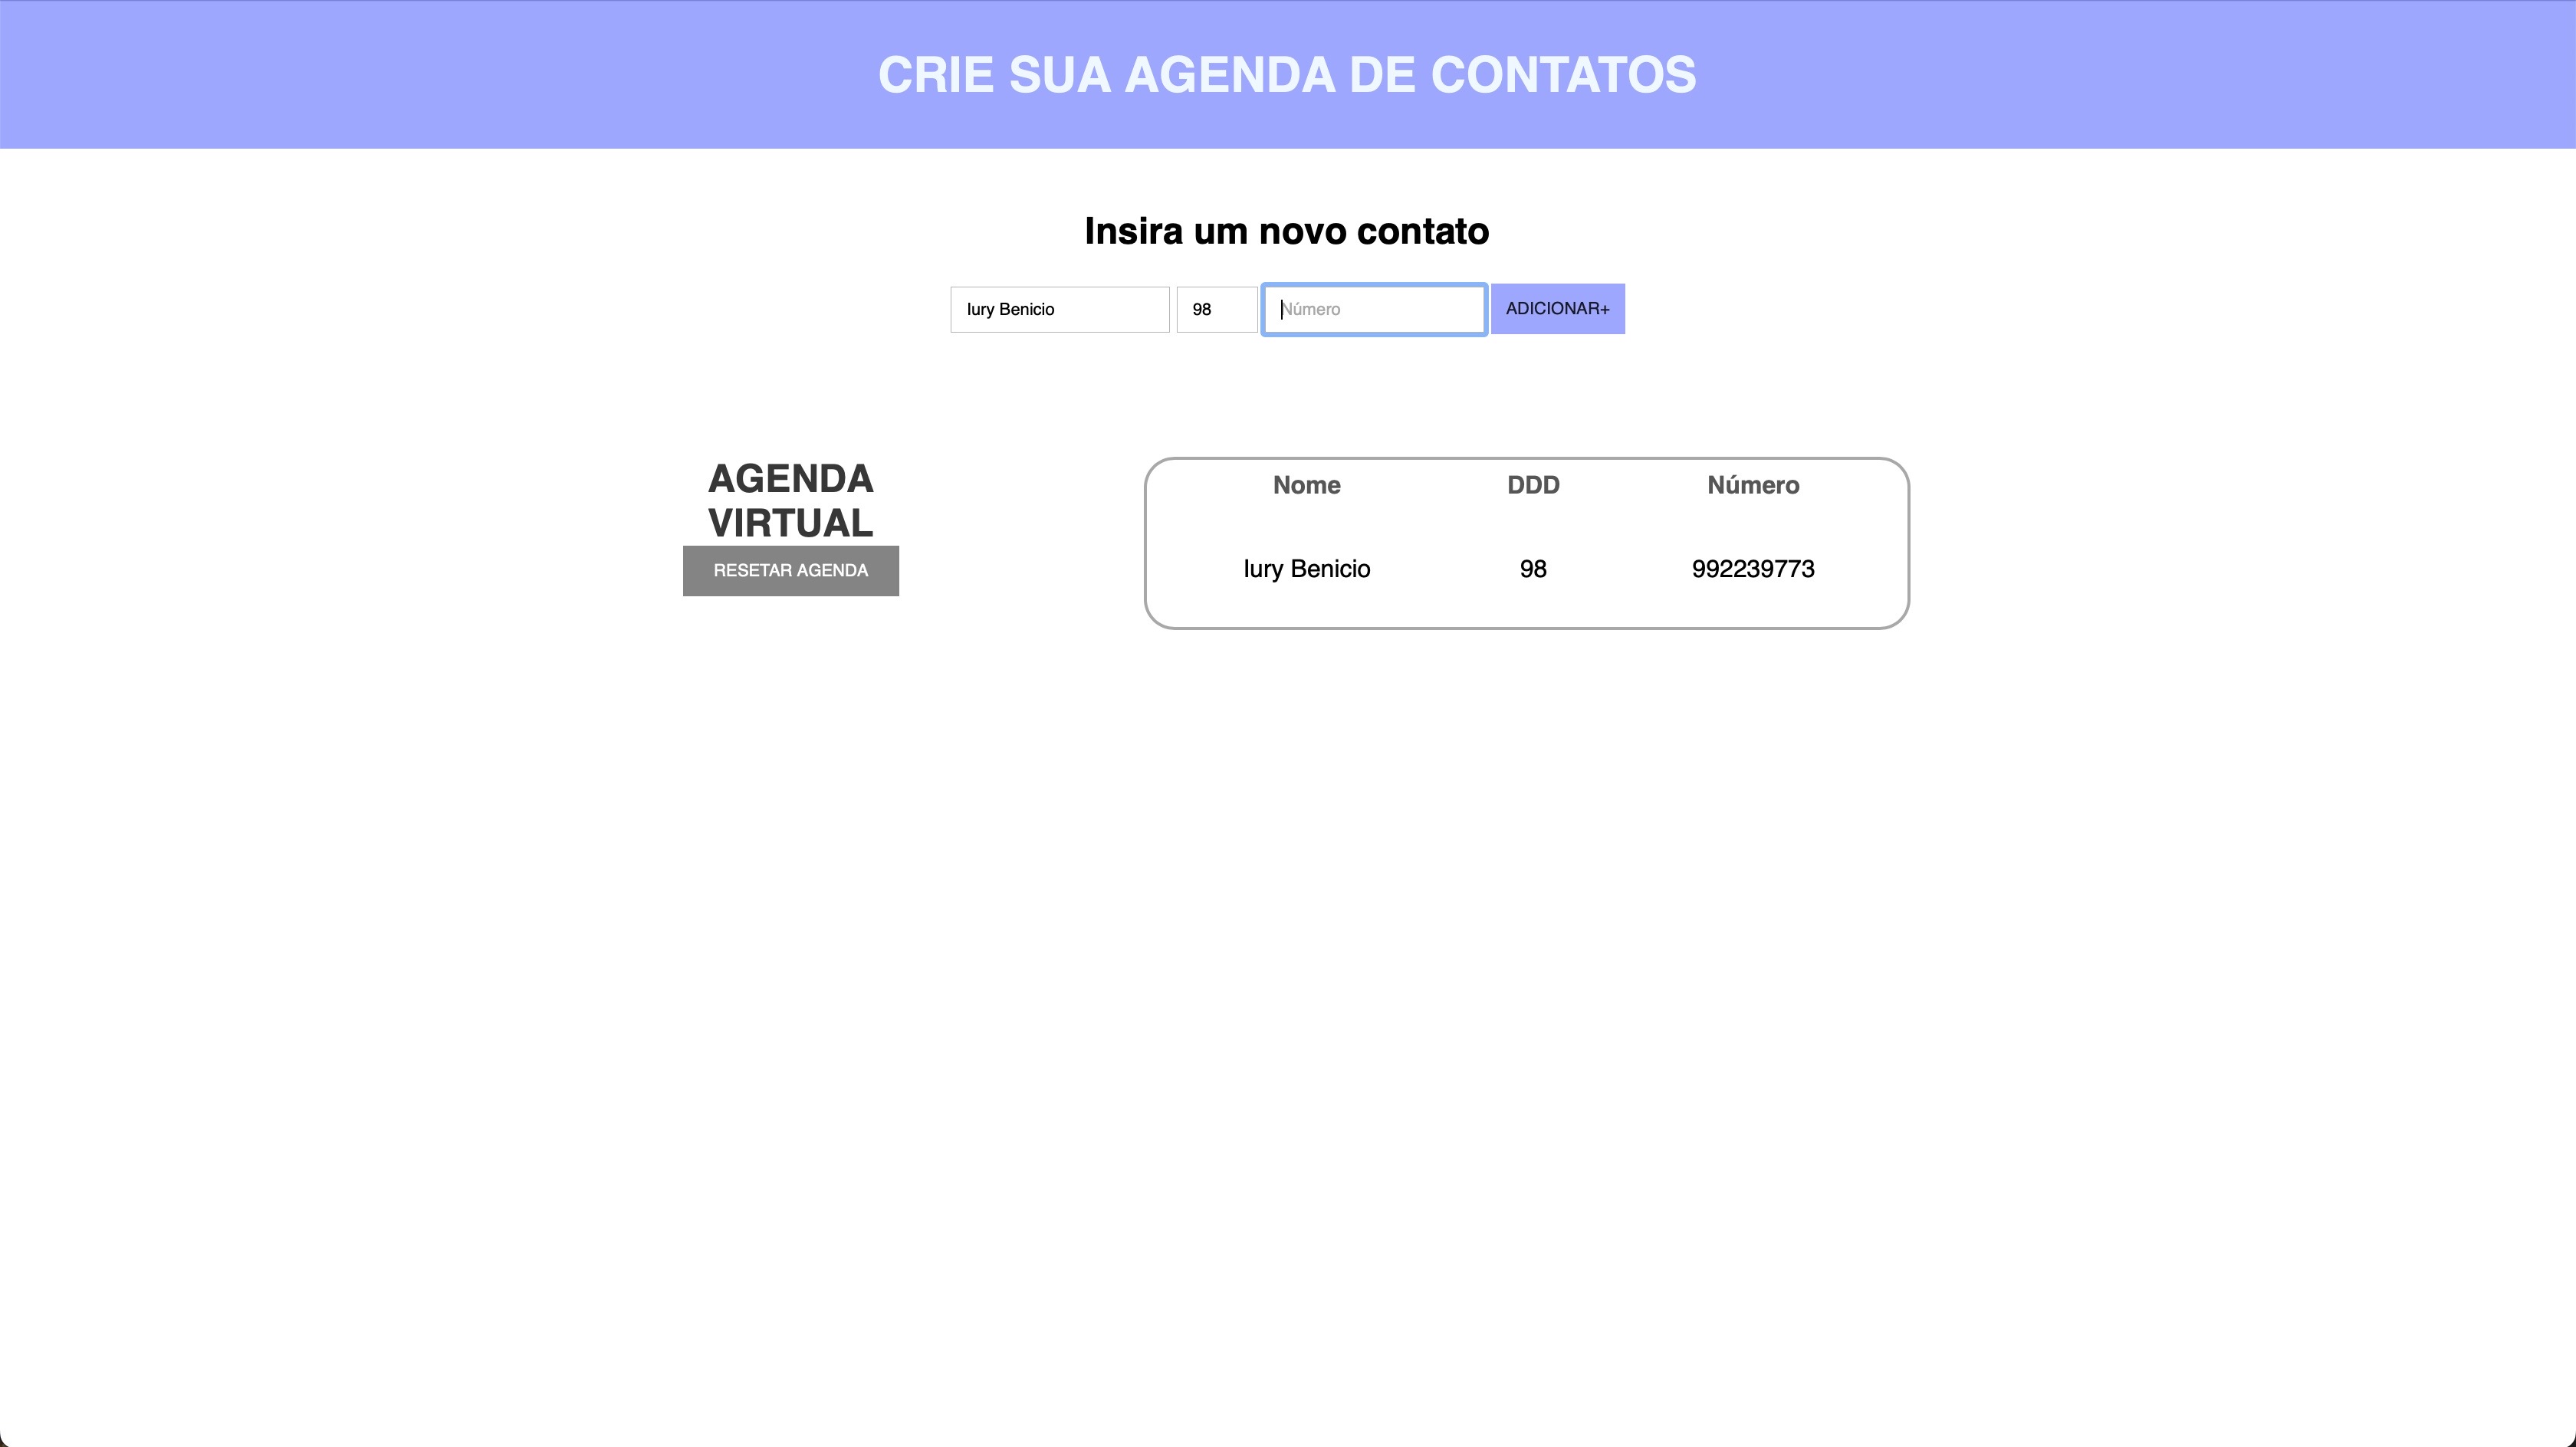 CRIE SUA AGENDA DE CONTATOS
Insira um novo contato
Iury Benicio 98 Número ADICIONAR+
AGENDA
VIRTUAL
RESETAR AGENDA
Nome DDD Número
Iury Benicio 98 992239773